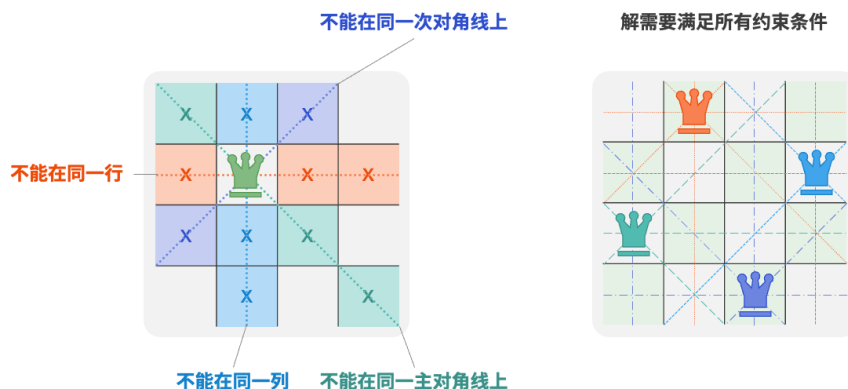 不能在同一次对角线上
解需要满足所有约束条件
X X X
不能在同一行
X X X
X X X
X X
不能在同一列
不能在同一主对角线上